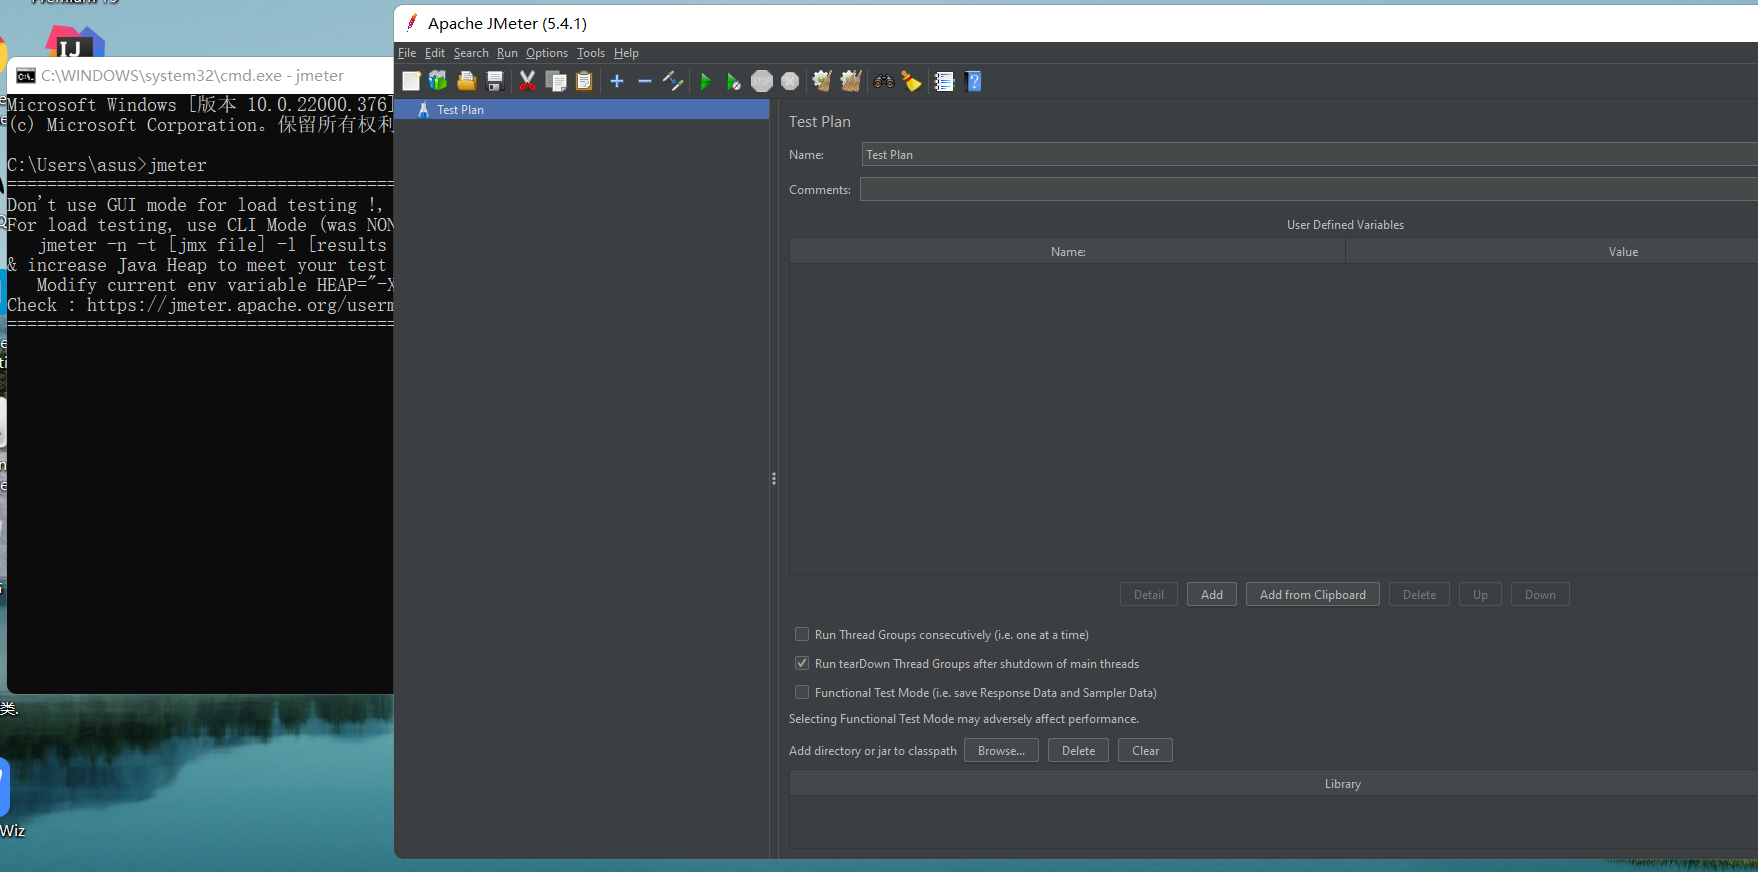 IJ
C:\WINDOWS\system32\cmd.exe - jmeter
Microsoft Windows [版本 10.0.22000.376]
(c) Microsoft Corporation。保留所有权利
C:\Users\asus>jmeter
================================================================================
Don't use GUI mode for load testing !,
For load testing, use CLI Mode (was NON
jmeter -n -t [jmx file] -l [results
& increase Java Heap to meet your test
Modify current env variable HEAP="-X
Check : https://jmeter.apache.org/userm
================================================================================
类.
Wiz
Apache JMeter (5.4.1)
File Edit Search Run Options Tools Help
STOP
Test Plan
Test Plan
Name: Test Plan
Comments:
User Defined Variables
Name: Value
Detail Add Add from Clipboard Delete Up Down
Run Thread Groups consecutively (i.e. one at a time)
Run tearDown Thread Groups after shutdown of main threads
Functional Test Mode (i.e. save Response Data and Sampler Data)
Selecting Functional Test Mode may adversely affect performance.
Add directory or jar to classpath Browse... Delete Clear
Library